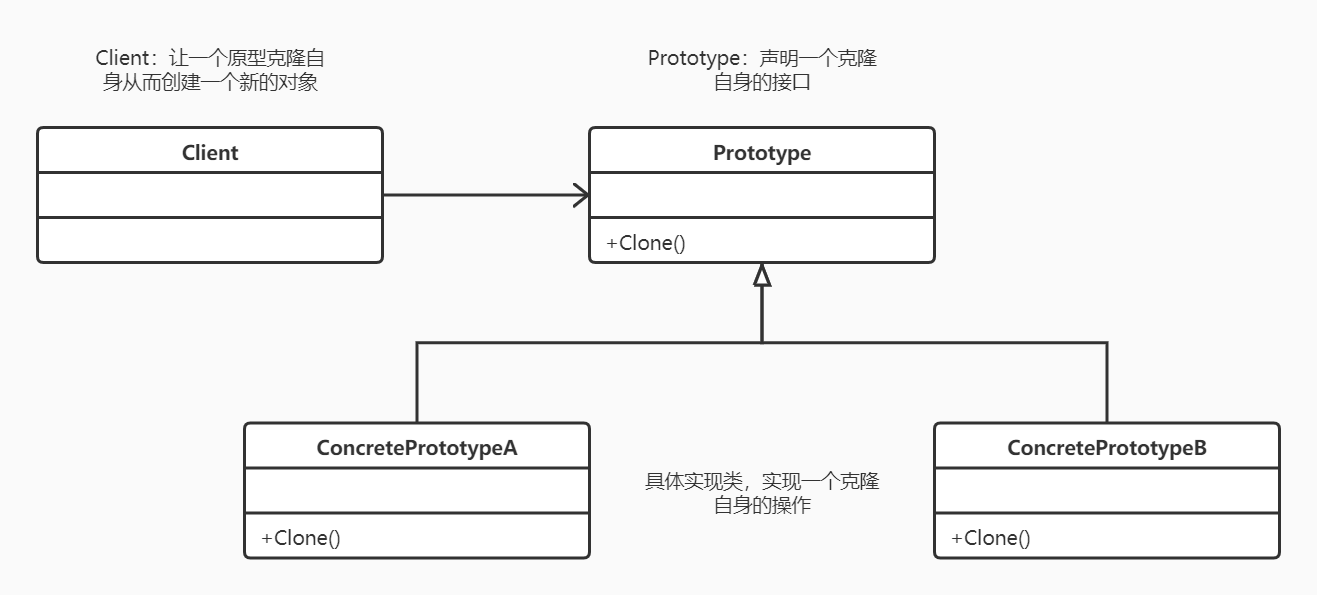 Client：让一个原型克隆自
身从而创建一个新的对象
Prototype：声明一个克隆
自身的接口
Client
Prototype
+Clone()
ConcretePrototypeA
+Clone()
具体实现类，实现一个克隆
自身的操作
ConcretePrototypeB
+Clone()